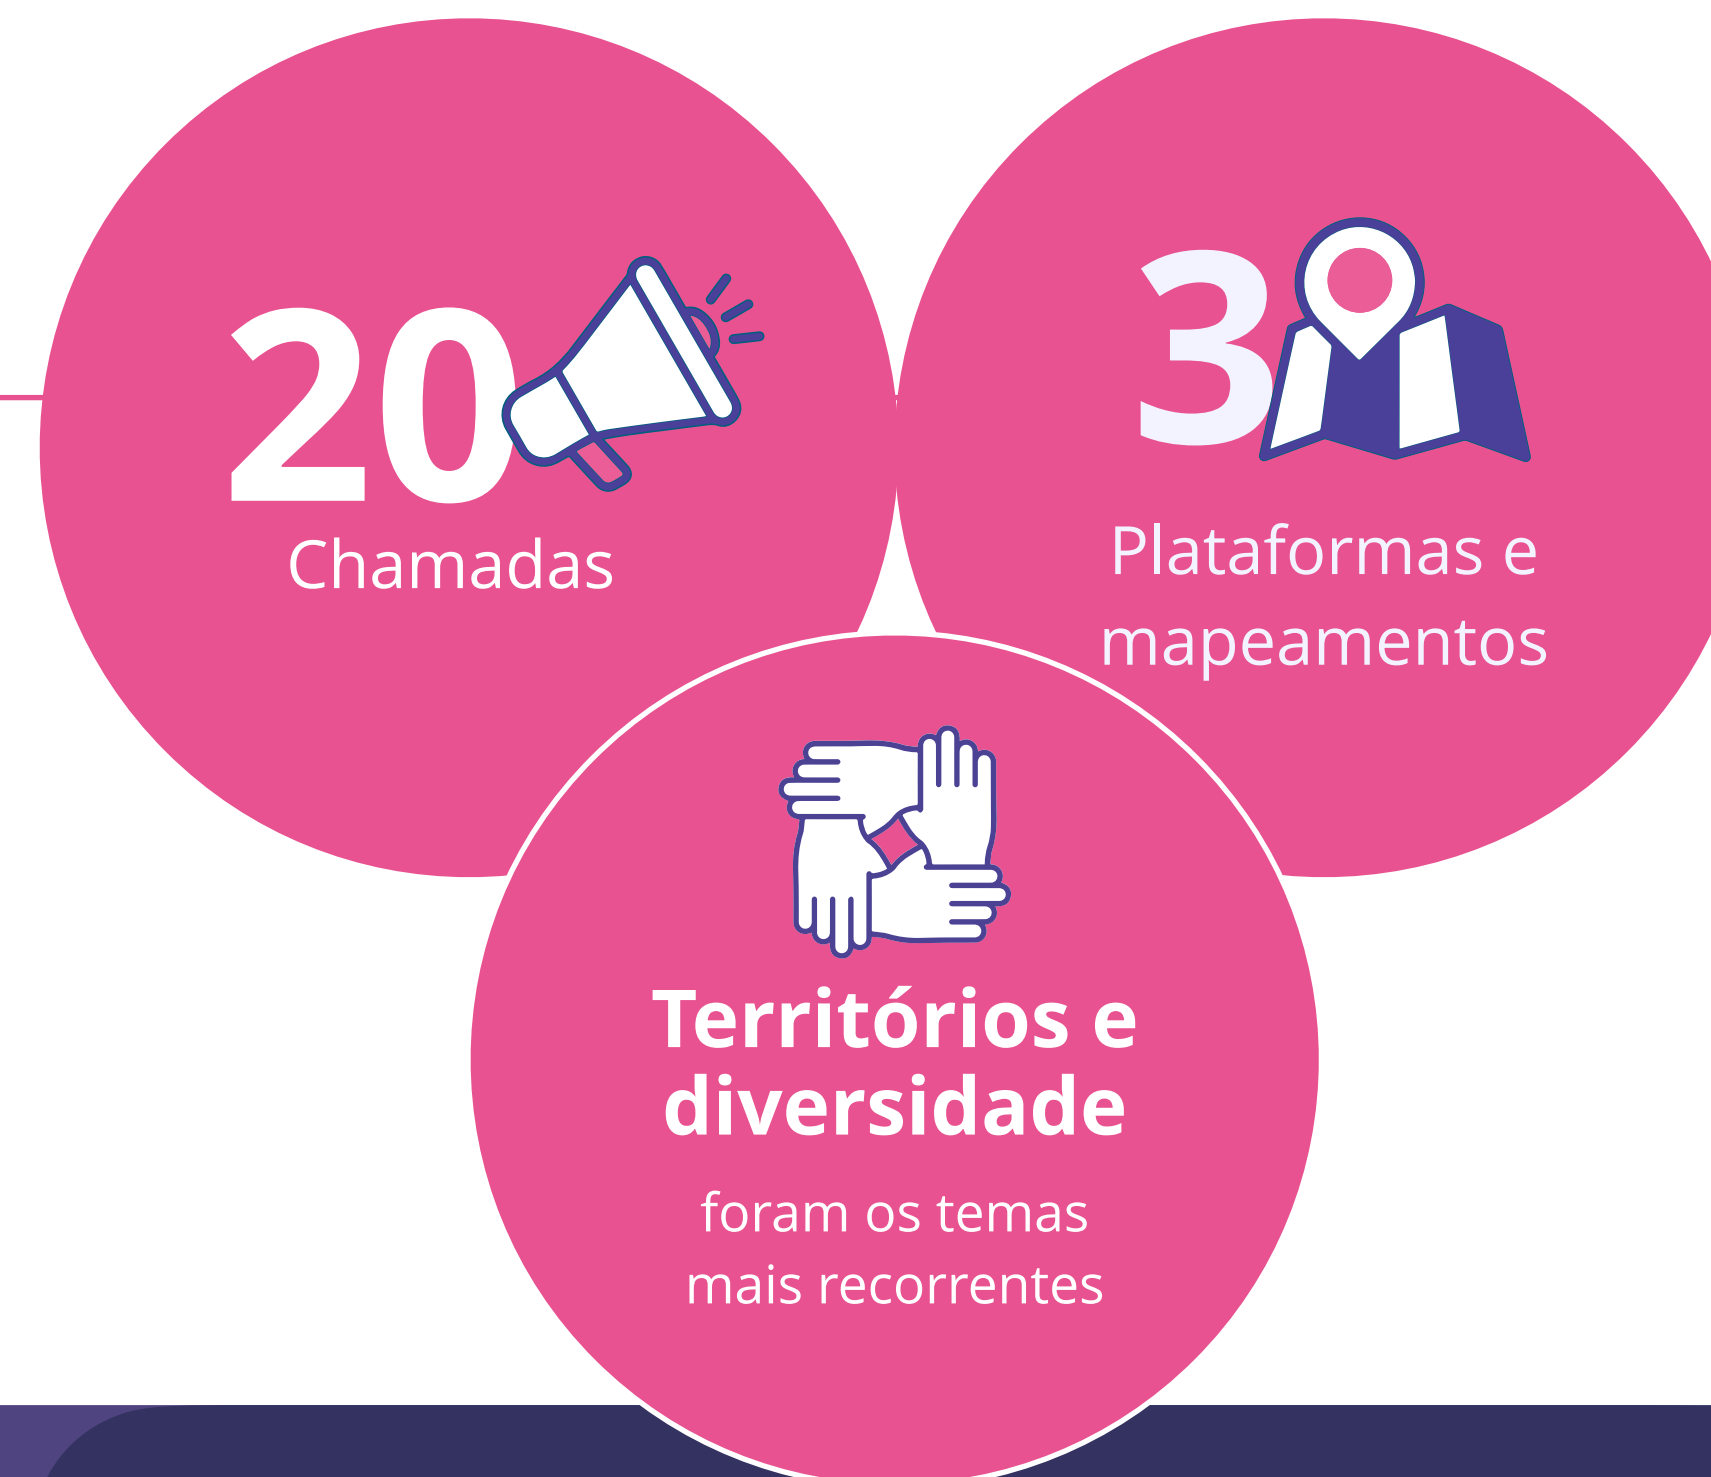 20
Chamadas
3
Plataformas e
mapeamentos
Territórios e
diversidade
foram os temas
mais recorrentes